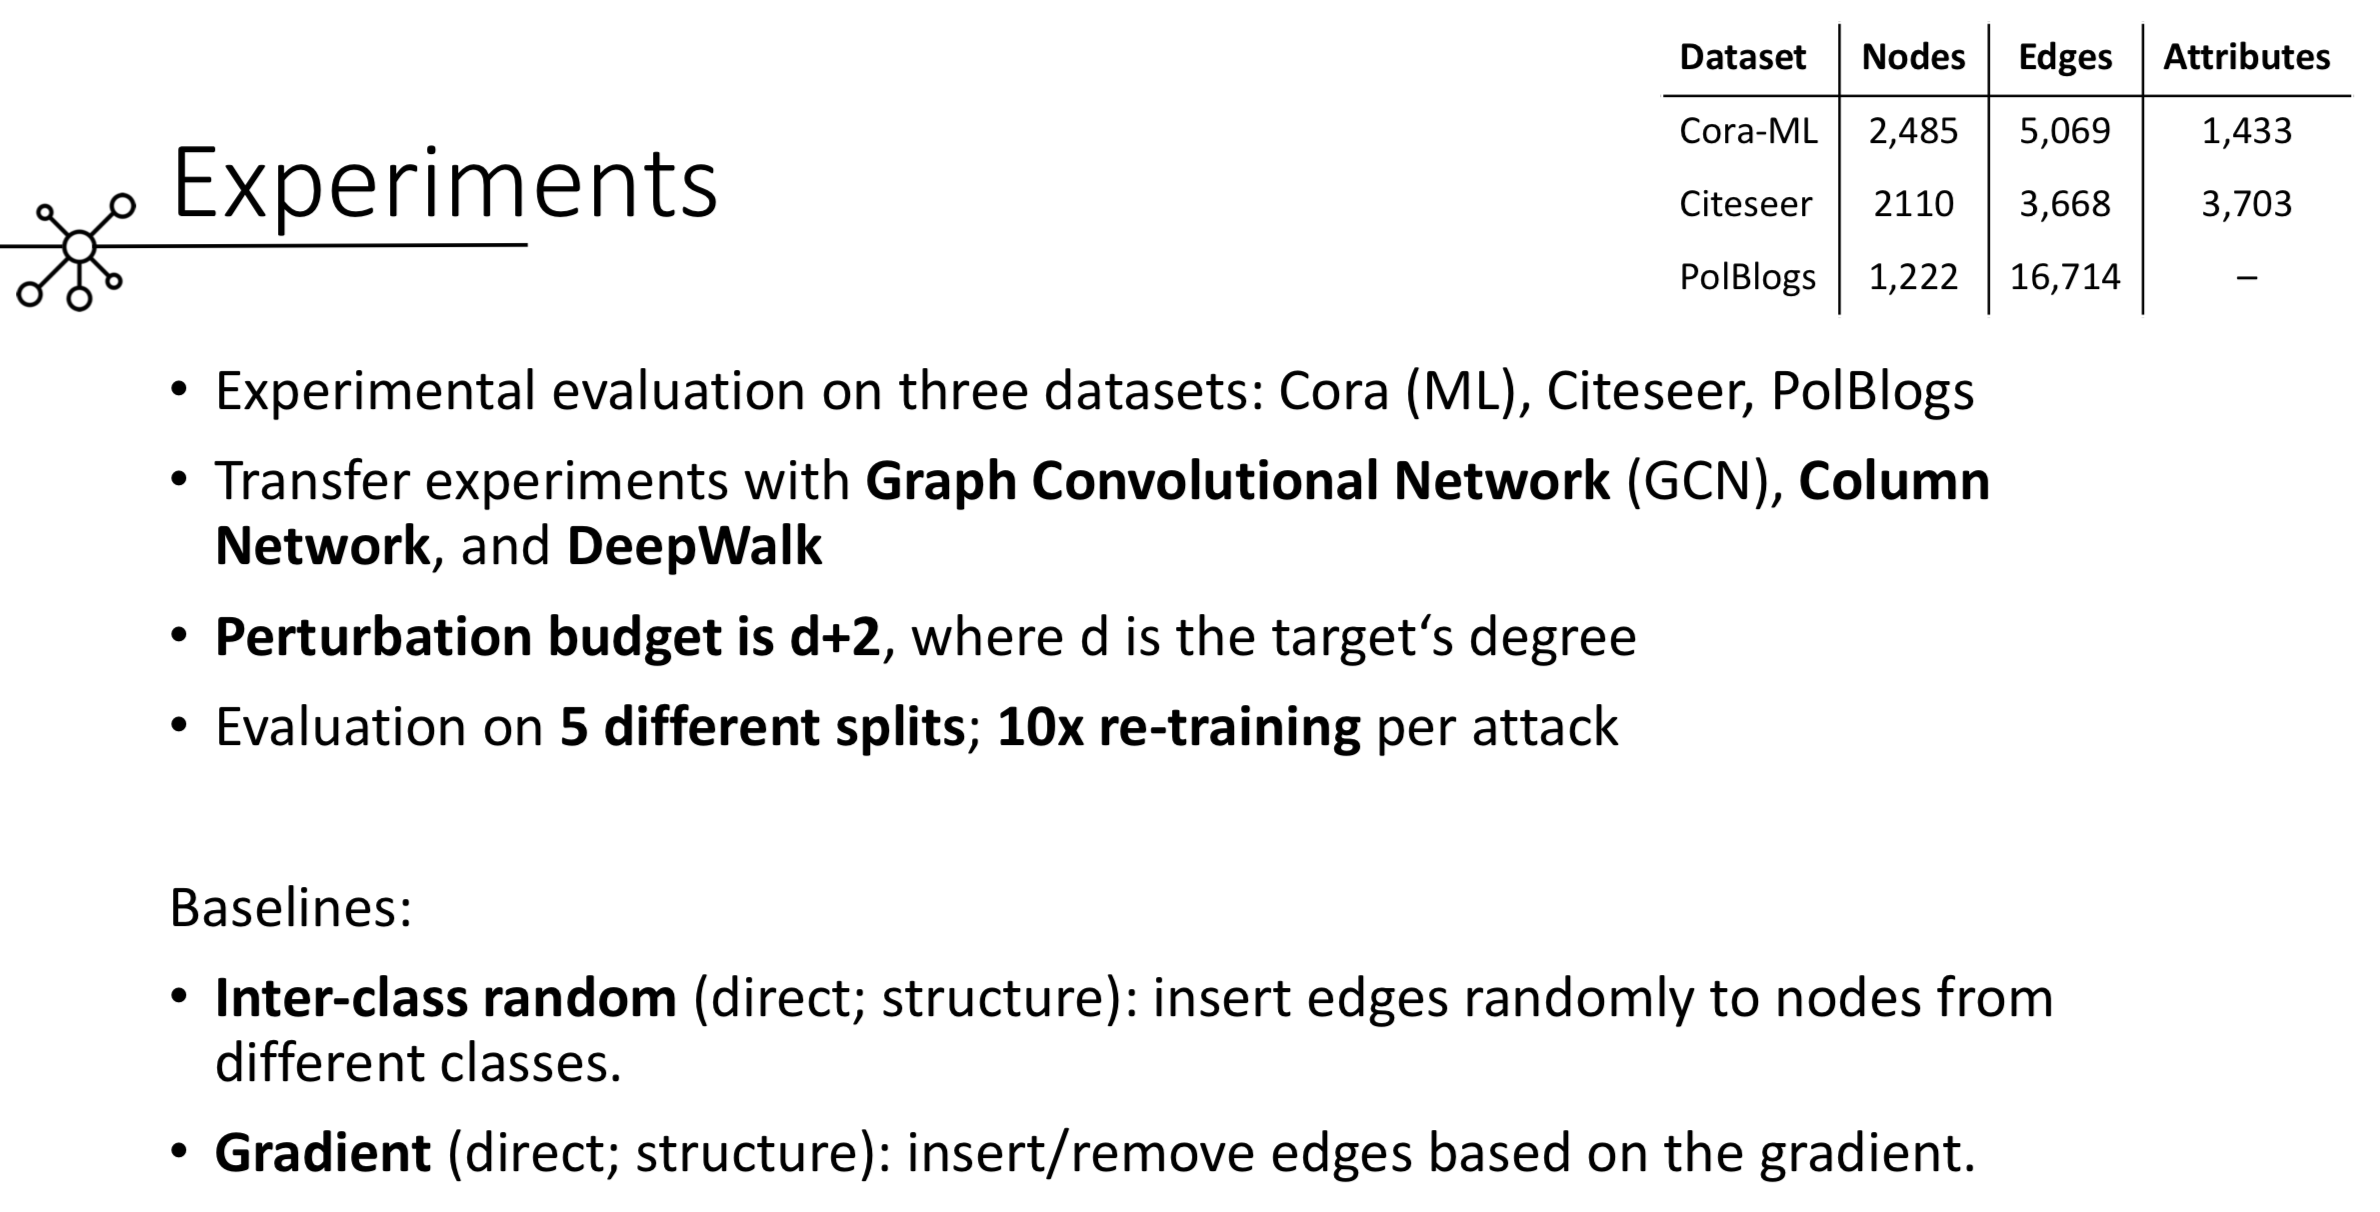 Dataset Nodes Edges Attributes
Cora-ML 2,485 5,069 1,433
Citeseer 2110 3,668 3,703
PolBlogs 1,222 16,714 –
Experiments
• Experimental evaluation on three datasets: Cora (ML), Citeseer, PolBlogs
• Transfer experiments with Graph Convolutional Network (GCN), Column
Network, and DeepWalk
• Perturbation budget is d+2, where d is the target‘s degree
• Evaluation on 5 different splits; 10x re-training per attack
Baselines:
• Inter-class random (direct; structure): insert edges randomly to nodes from
different classes.
• Gradient (direct; structure): insert/remove edges based on the gradient.